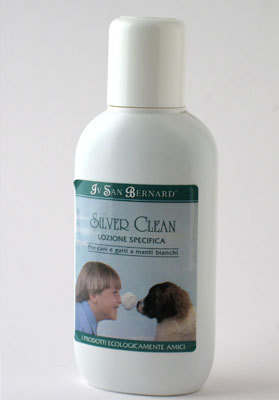 IV SAN BERNARD®
SILVER CLEAN
LOZIONE SPECIFICA
Per cani e gatti a manti bianchi
I PRODOTTI ECOLOGICAMENTE AMICI